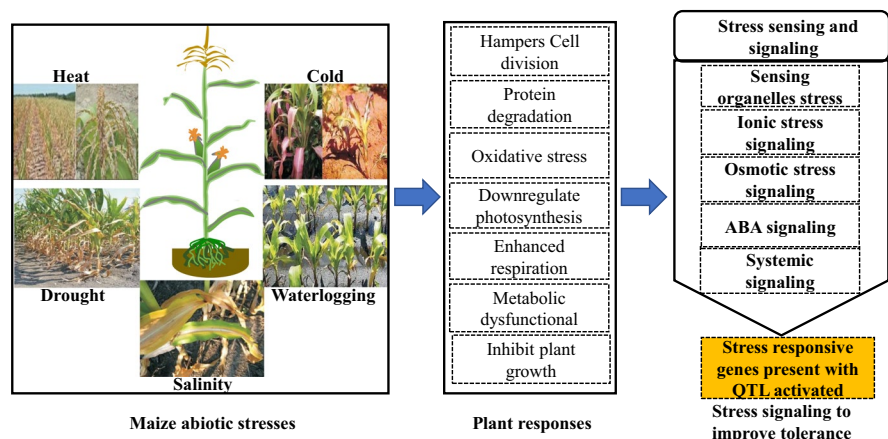 Heat
Cold
Drought
Waterlogging
Salinity
Maize abiotic stresses
Hampers Cell
division
Protein
degradation
Oxidative stress
Downregulate
photosynthesis
Enhanced
respiration
Metabolic
dysfunctional
Inhibit plant
growth
Plant responses
Stress sensing and
signaling
Sensing
organelles stress
Ionic stress
signaling
Osmotic stress
signaling
ABA signaling
Systemic
signaling
Stress responsive
genes present with
QTL activated
Stress signaling to
improve tolerance